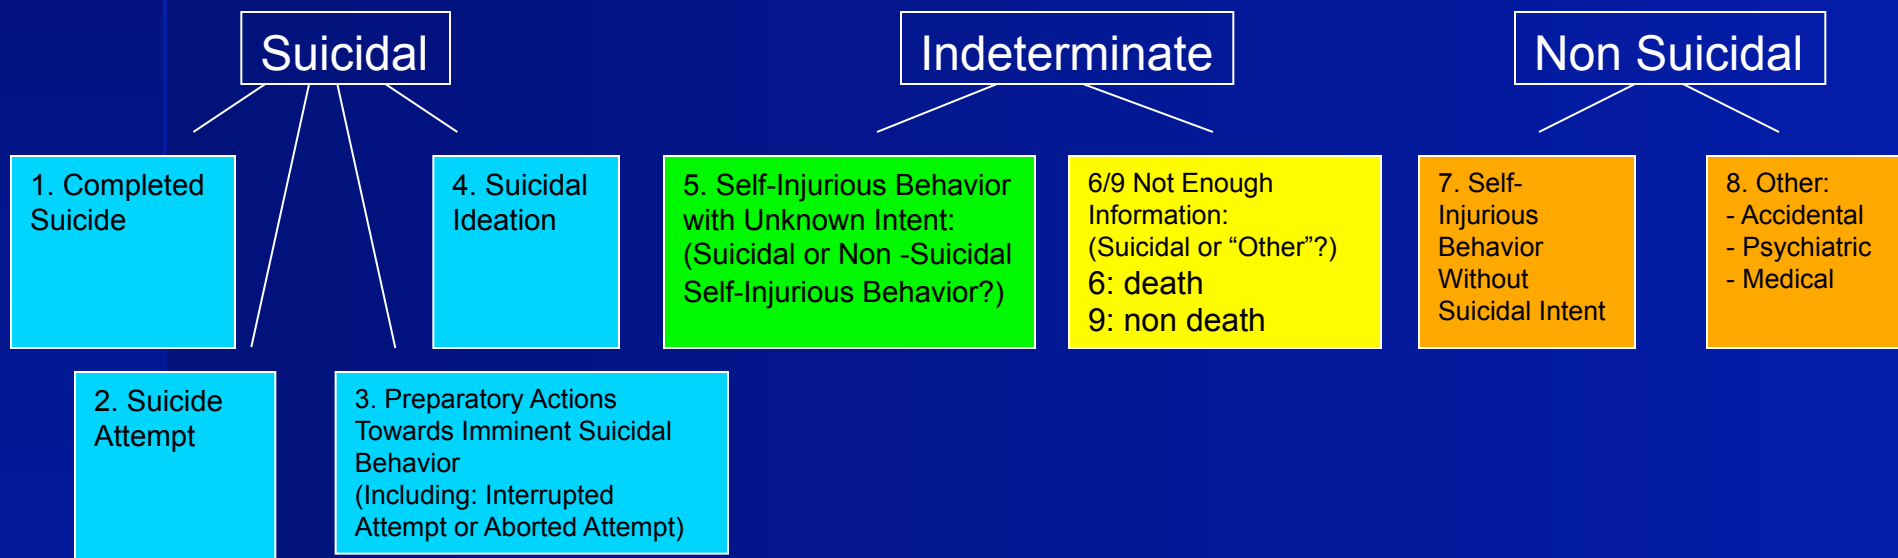 Suicidal
Indeterminate
Non Suicidal
1. Completed
Suicide
4. Suicidal
Ideation
5. Self-Injurious Behavior
with Unknown Intent:
(Suicidal or Non -Suicidal
Self-Injurious Behavior?)
6/9 Not Enough
Information:
(Suicidal or “Other”?)
6: death
9: non death
7. Self-
Injurious
Behavior
Without
Suicidal Intent
8. Other:
- Accidental
- Psychiatric
- Medical
2. Suicide
Attempt
3. Preparatory Actions
Towards Imminent Suicidal
Behavior
(Including: Interrupted
Attempt or Aborted Attempt)